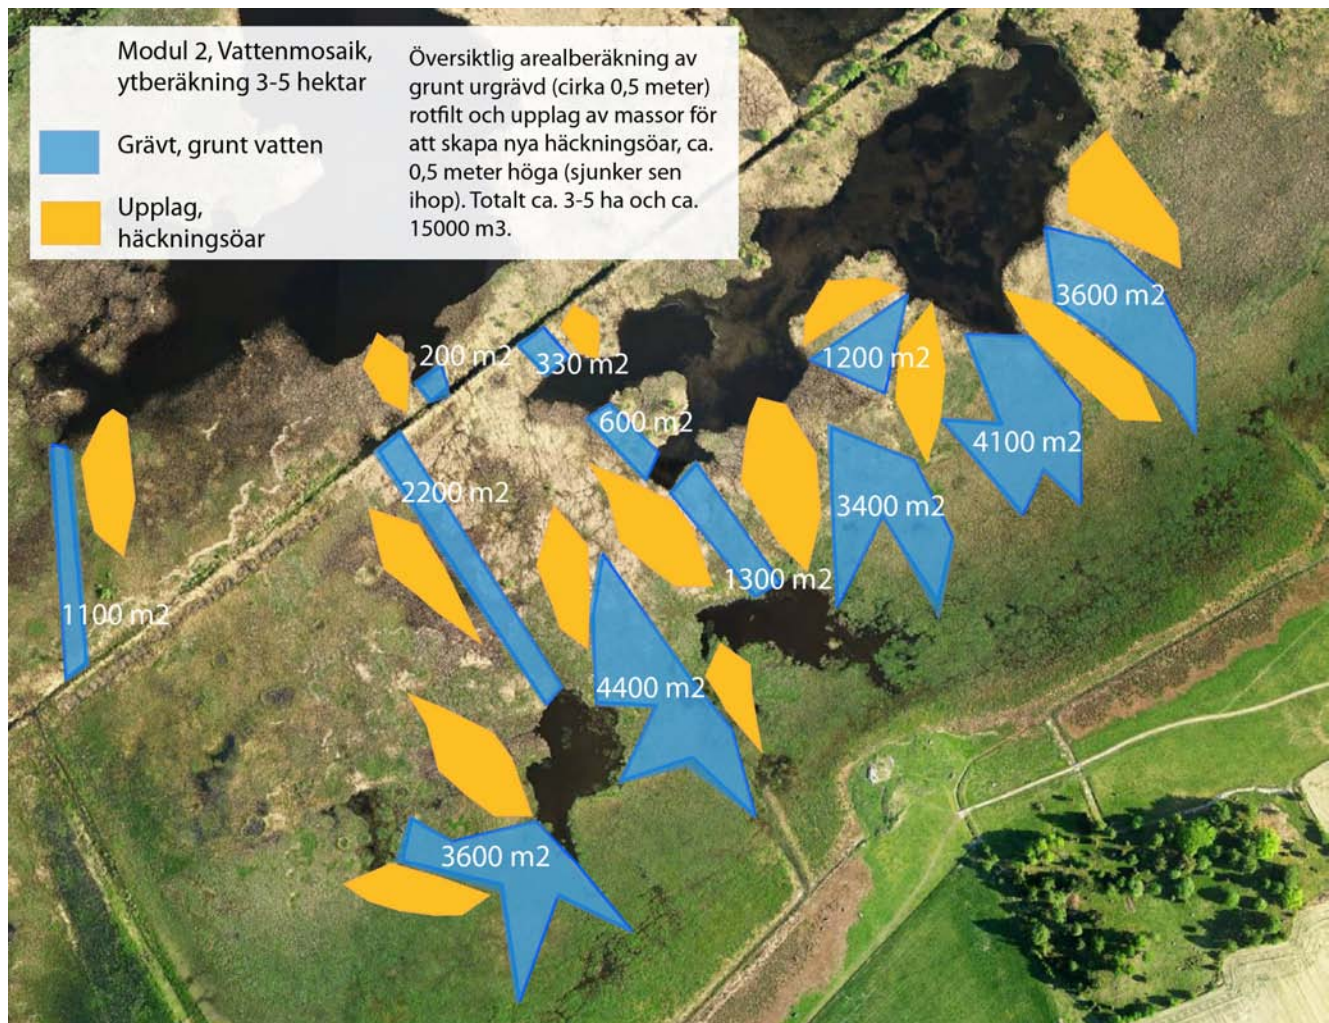 Modul 2, Vattenmosaik,
ytberäkning 3-5 hektar
Grävt, grunt vatten
Upplag,
häckningsöar
Översiktlig arealberäkning av
grunt urgrävd (cirka 0,5 meter)
rotfilt och upplag av massor för
att skapa nya häckningsöar, ca.
0,5 meter höga (sjunker sen
ihop). Totalt ca. 3-5 ha och ca.
15000 m3.
3600 m2
200 m2
330 m2
1200 m2
600 m2
4100 m2
2200 m2
3400 m2
1300 m2
1100 m2
4400 m2
3600 m2